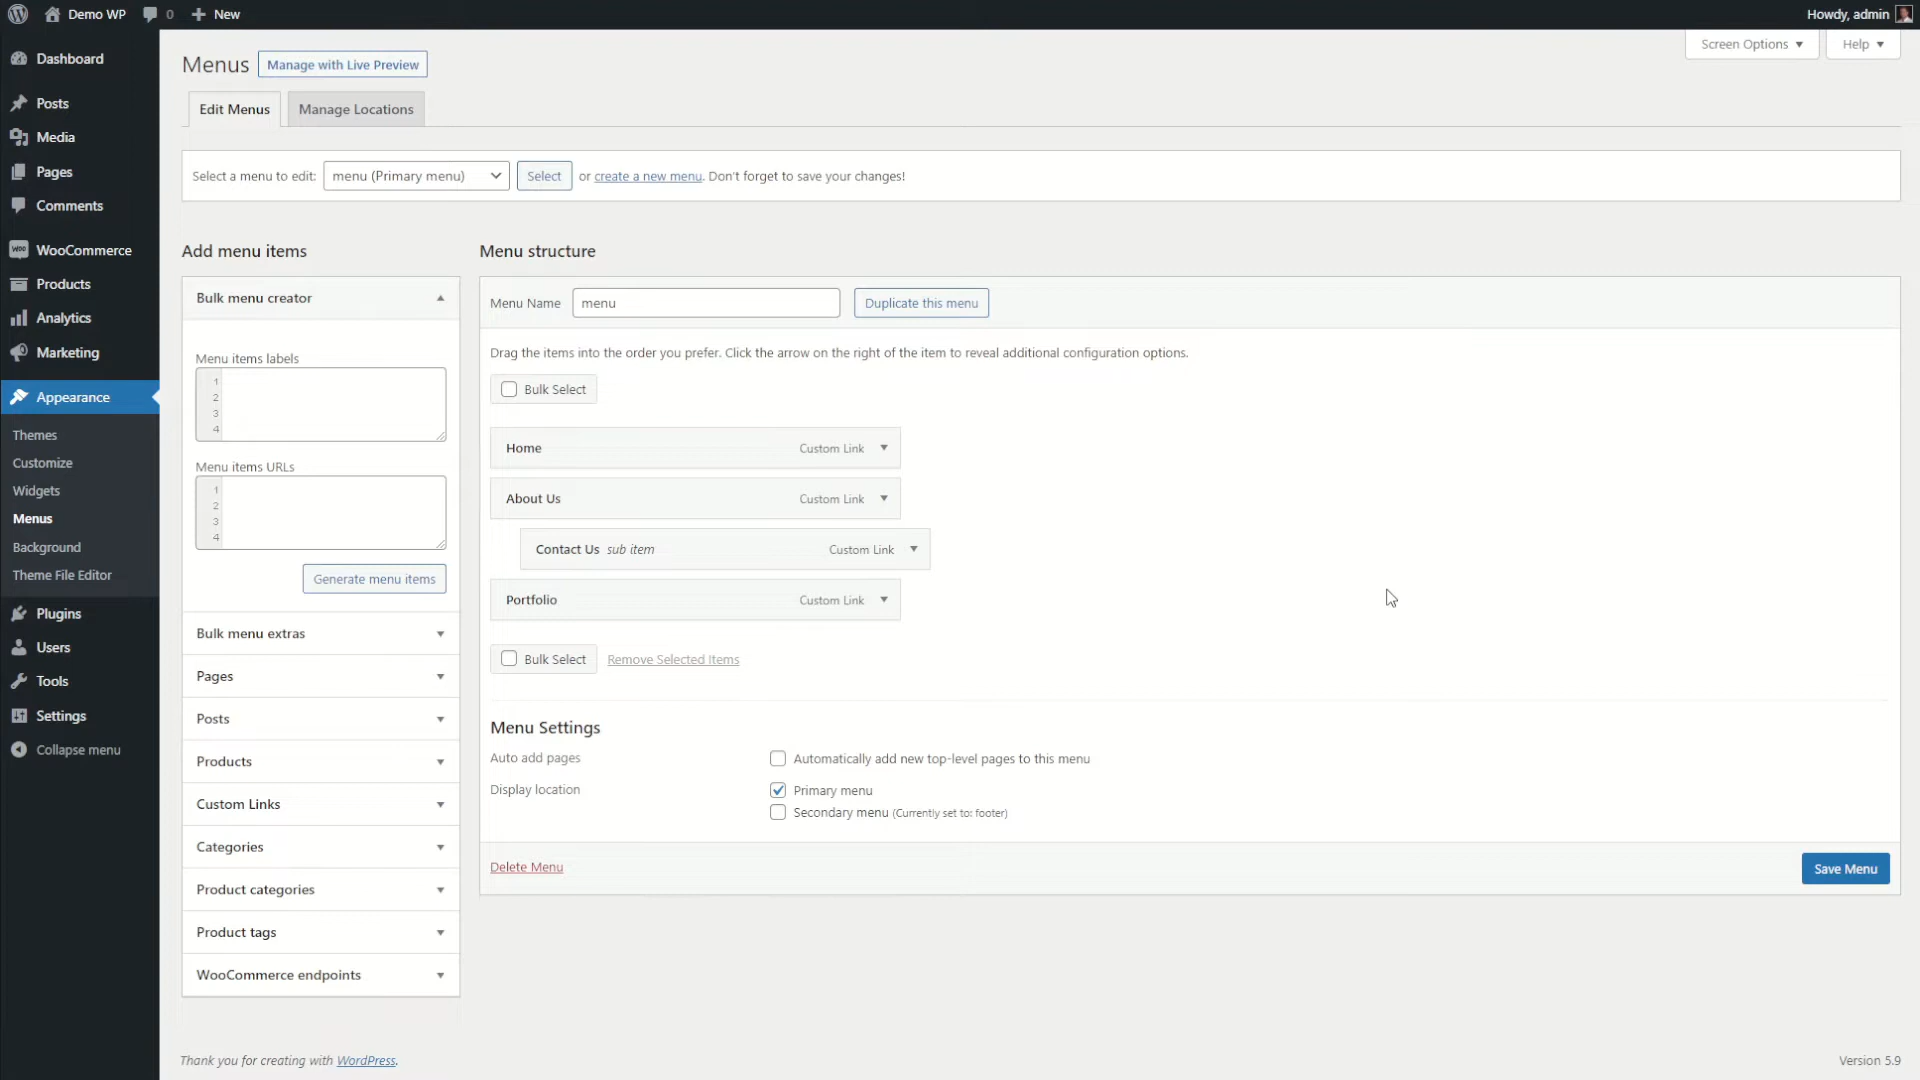 Demo WP 0 New Howdy, admin
Screen Options Help
Dashboard
Posts
Media
Pages
Comments
WooCommerce
Products
Analytics
Marketing
Appearance
Themes
Customize
Widgets
Menus
Background
Theme File Editor
Plugins
Users
Tools
Settings
Collapse menu
Menus Manage with Live Preview
Edit Menus Manage Locations
Select a menu to edit: menu (Primary menu) Select or create a new menu. Don't forget to save your changes!
Add menu items
Bulk menu creator
Menu items labels
1
2
3
4
Menu items URLs
1
2
3
4
Generate menu items
Bulk menu extras
Pages
Posts
Products
Custom Links
Categories
Product categories
Product tags
WooCommerce endpoints
Menu structure
Menu Name menu Duplicate this menu
Drag the items into the order you prefer. Click the arrow on the right of the item to reveal additional configuration options.
Bulk Select
Home Custom Link
About Us Custom Link
Contact Us sub item Custom Link
Portfolio Custom Link
Bulk Select Remove Selected Items
Menu Settings
Auto add pages Automatically add new top-level pages to this menu
Display location Primary menu
Secondary menu (Currently set to: footer)
Delete Menu Save Menu
Thank you for creating with WordPress. Version 5.9